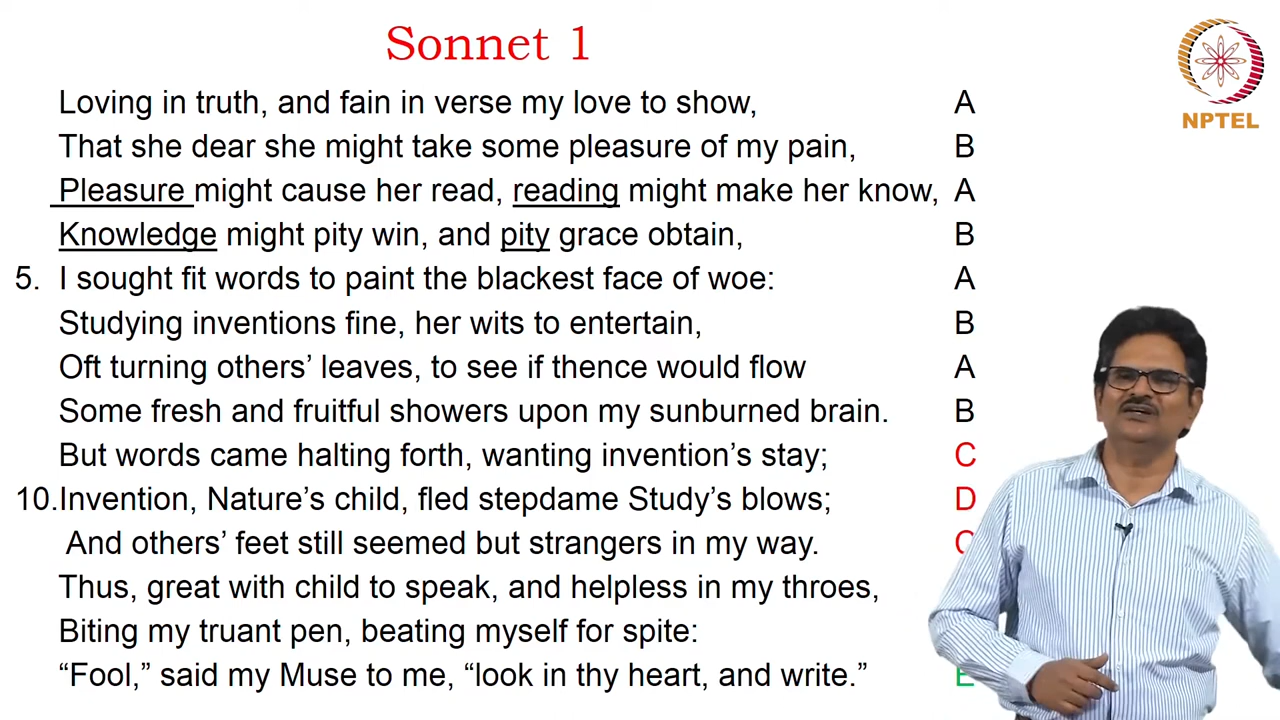 Sonnet 1
NPTEL
Loving in truth, and fain in verse my love to show, A
That she dear she might take some pleasure of my pain, B
Pleasure might cause her read, reading might make her know, A
Knowledge might pity win, and pity grace obtain, B
5. I sought fit words to paint the blackest face of woe: A
Studying inventions fine, her wits to entertain, B
Oft turning others’ leaves, to see if thence would flow A
Some fresh and fruitful showers upon my sunburned brain. B
But words came halting forth, wanting invention’s stay; C
10.Invention, Nature’s child, fled stepdame Study’s blows; D
And others’ feet still seemed but strangers in my way. C
Thus, great with child to speak, and helpless in my throes,
Biting my truant pen, beating myself for spite:
“Fool,” said my Muse to me, “look in thy heart, and write.” E